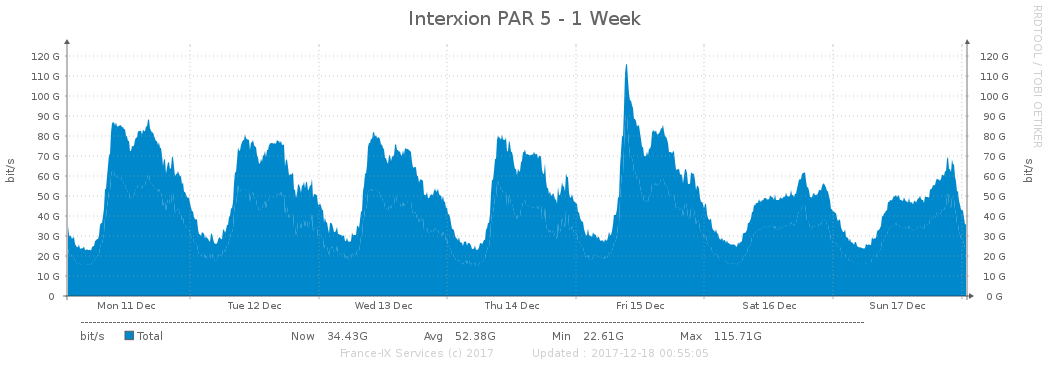 Interxion PAR 5 - 1 Week
RRDTOOL / TOBI OETIKER
bit/s
bit/s
120 G 120 G
110 G 110 G
100 G 100 G
90 G 90 G
80 G 80 G
70 G 70 G
60 G 60 G
50 G 50 G
40 G 40 G
30 G 30 G
20 G 20 G
10 G 10 G
0 0 G
Mon 11 Dec Tue 12 Dec Wed 13 Dec Thu 14 Dec Fri 15 Dec Sat 16 Dec Sun 17 Dec
bit/s Total Now 34.43G Avg 52.38G Min 22.61G Max 115.71G
France-IX Services (c) 2017 Updated : 2017-12-18 00:55:05